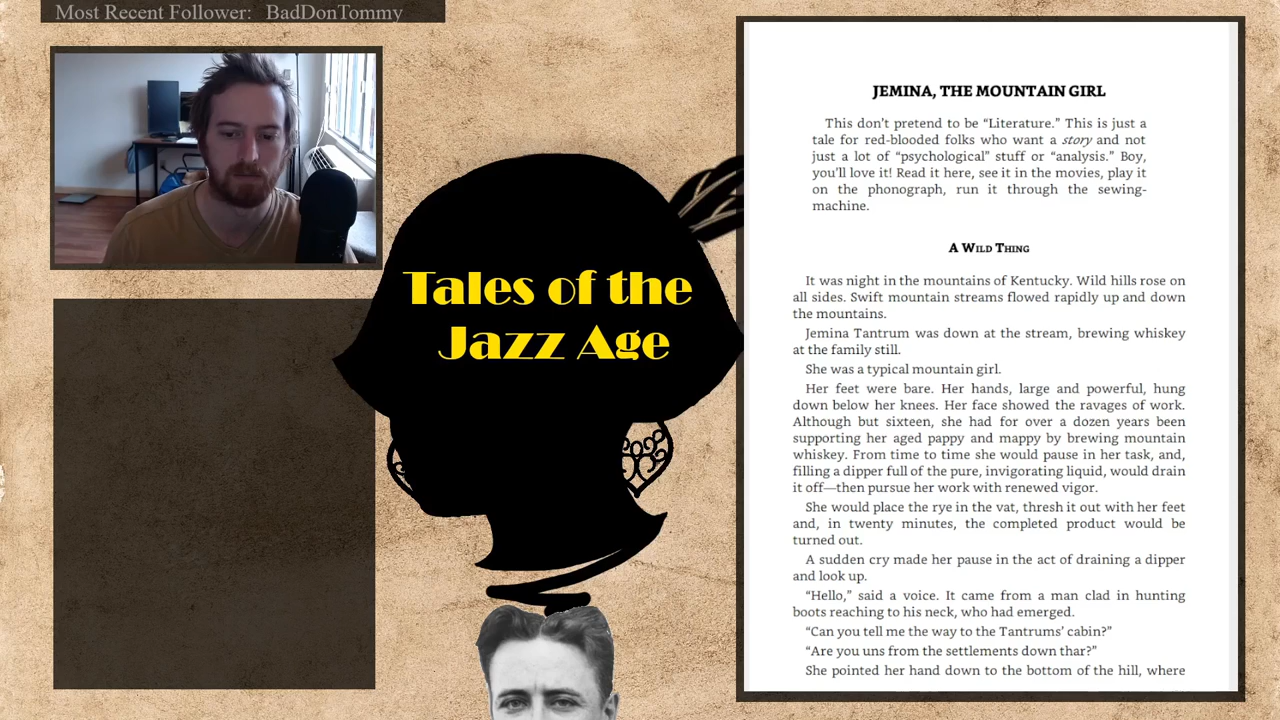 Most Recent Follower: BadDonTommy
Tales of the
Jazz Age
JEMINA, THE MOUNTAIN GIRL
This don’t pretend to be “Literature.” This is just a
tale for red-blooded folks who want a story and not
just a lot of “psychological” stuff or “analysis.” Boy,
you’ll love it! Read it here, see it in the movies, play it
on the phonograph, run it through the sewing-
machine.
A WILD THING
It was night in the mountains of Kentucky. Wild hills rose on
all sides. Swift mountain streams flowed rapidly up and down
the mountains.
Jemina Tantrum was down at the stream, brewing whiskey
at the family still.
She was a typical mountain girl.
Her feet were bare. Her hands, large and powerful, hung
down below her knees. Her face showed the ravages of work.
Although but sixteen, she had for over a dozen years been
supporting her aged pappy and mappy by brewing mountain
whiskey. From time to time she would pause in her task, and,
filling a dipper full of the pure, invigorating liquid, would drain
it off—then pursue her work with renewed vigor.
She would place the rye in the vat, thresh it out with her feet
and, in twenty minutes, the completed product would be
turned out.
A sudden cry made her pause in the act of draining a dipper
and look up.
“Hello,” said a voice. It came from a man clad in hunting
boots reaching to his neck, who had emerged.
“Can you tell me the way to the Tantrums’ cabin?”
“Are you uns from the settlements down thar?”
She pointed her hand down to the bottom of the hill, where